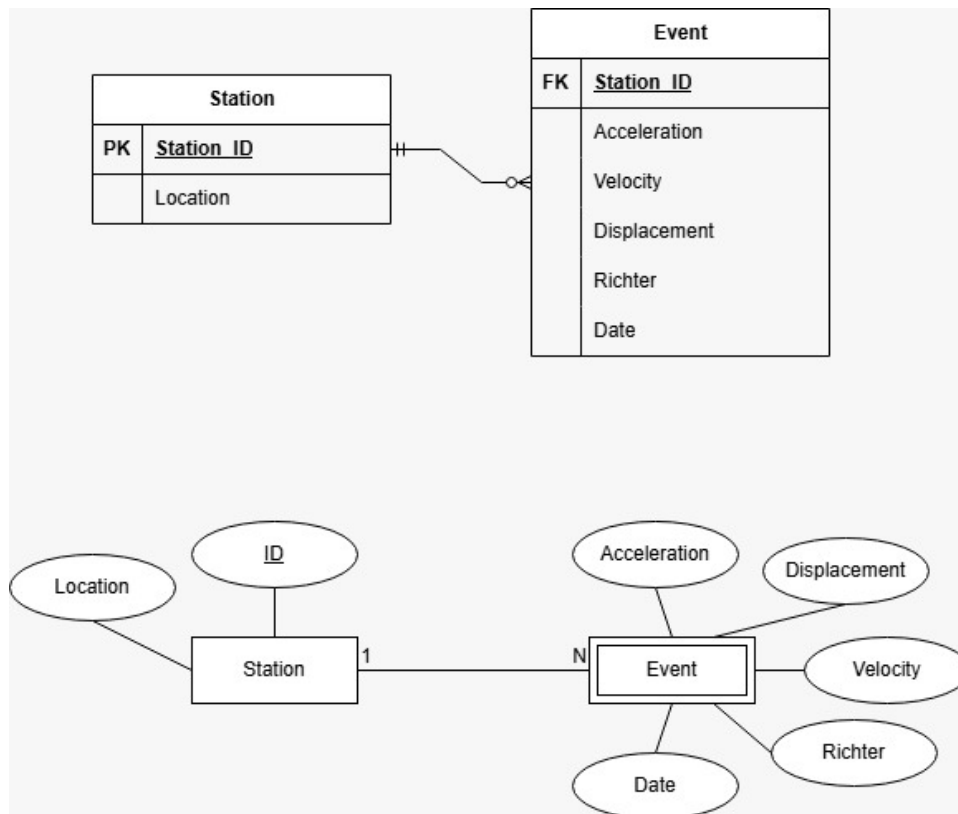 Event
FK Station_ID
Acceleration
Velocity
Displacement
Richter
Date
Station
PK Station_ID
Location
ID
Location
Station
1
N
Acceleration
Displacement
Event
Velocity
Richter
Date